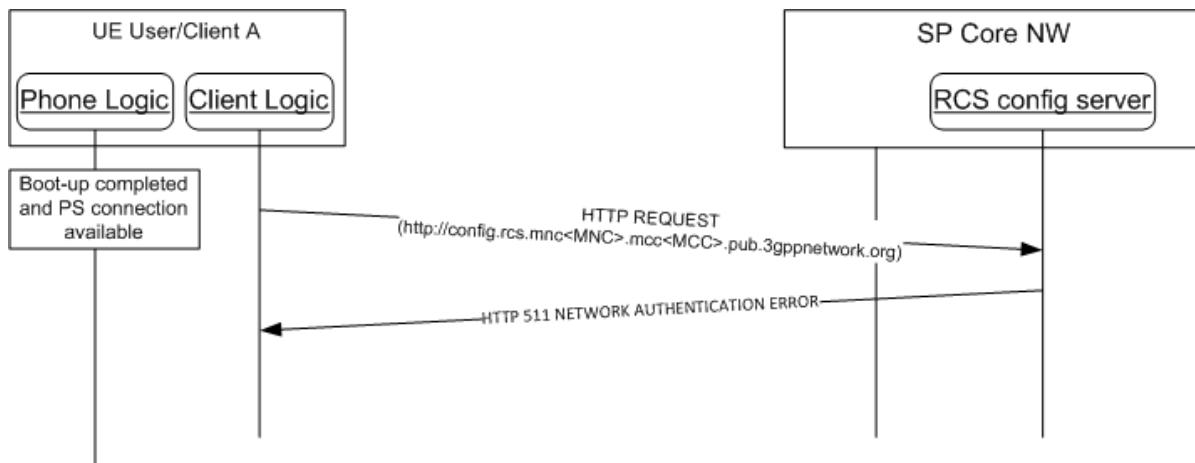 UE User/Client A
SP Core NW
Phone Logic
Client Logic
RCS config server
Boot-up completed
and PS connection
available
HTTP REQUEST
(http://config.rcs.mnc<MNC>.mcc<MCC>.pub.3gppnetwork.org)
HTTP 511 NETWORK AUTHENTICATION ERROR